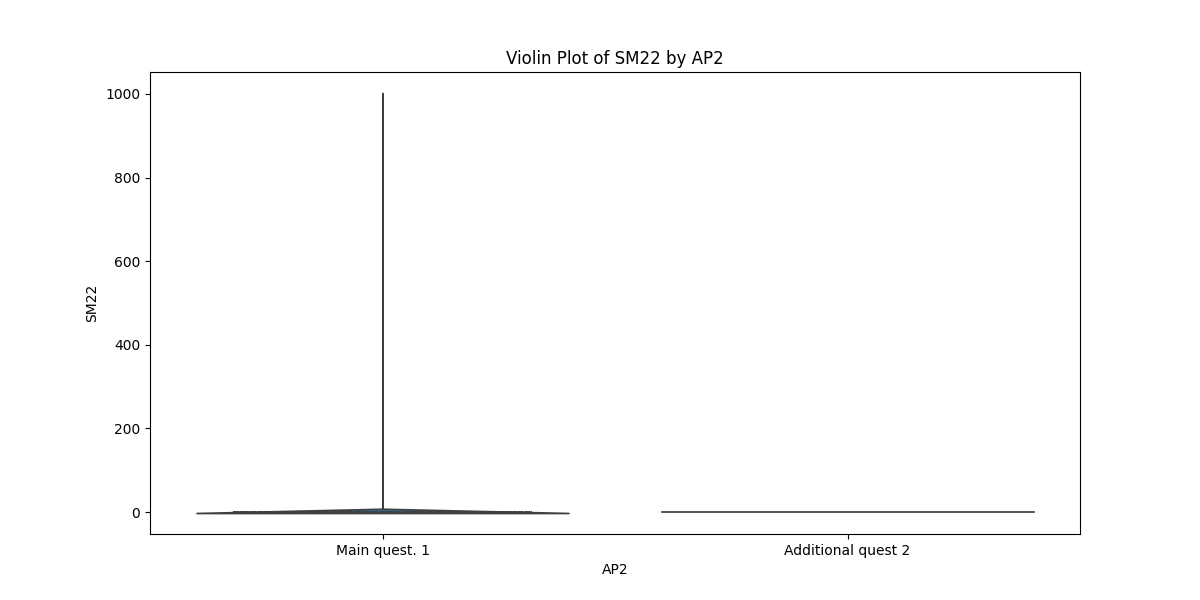 Violin Plot of SM22 by AP2
1000
800
600
400
200
0
SM22
Main quest. 1
Additional quest 2
AP2